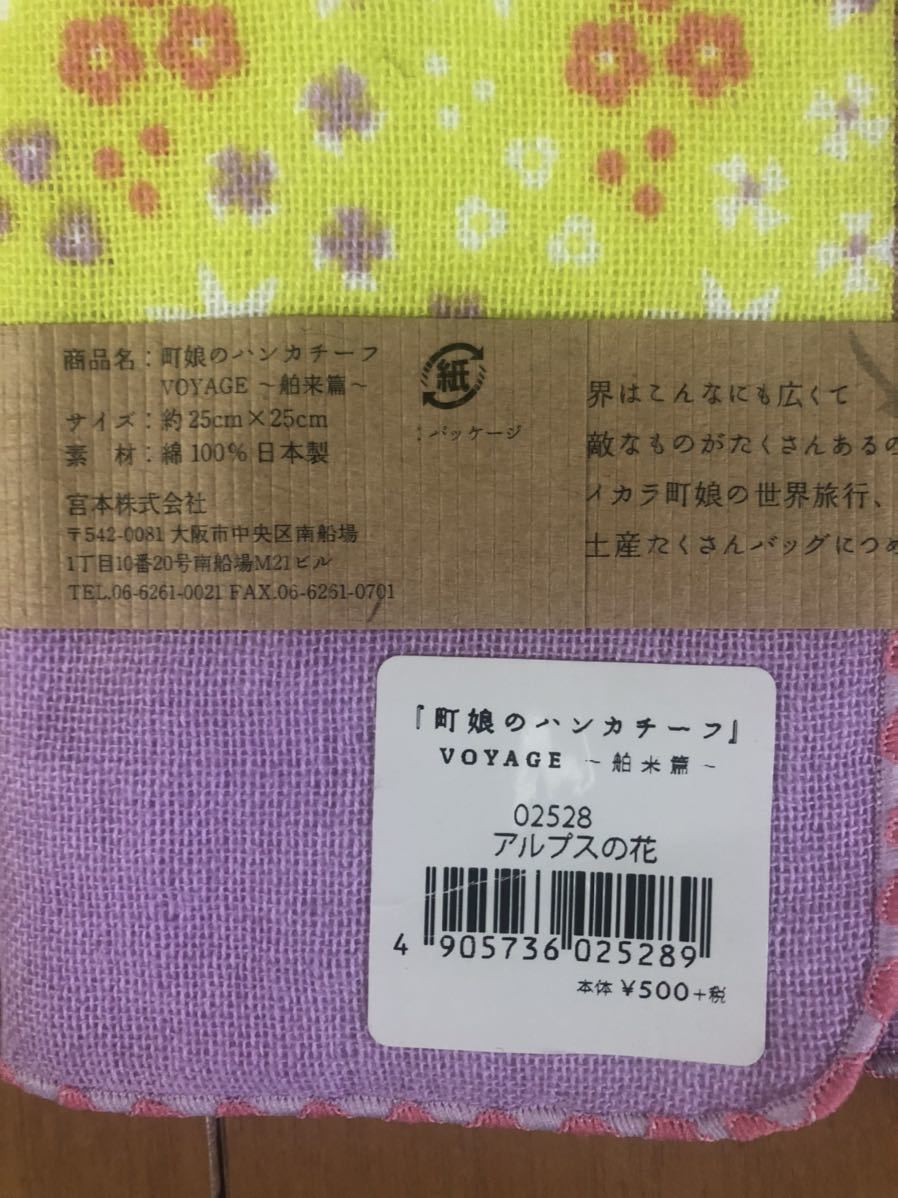 商品名：町娘のハンカチーフ
VOYAGE ～舶来篇～
サイズ：約25cm×25cm
素　材：綿100% 日本製
宮本株式会社
〒542-0081 大阪市中央区南船場
1丁目10番20号南船場M21ビル
TEL.06-6261-0021 FAX.06-6261-0701
紙
：パッケージ
界はこんなにも広くて
敵なものがたくさんあるの
イカラ町娘の世界旅行、
土産たくさんバッグにつめ
『町娘のハンカチーフ』
VOYAGE ～舶来篇～
02528
アルプスの花
4 905736 025289
本体 ¥500+税